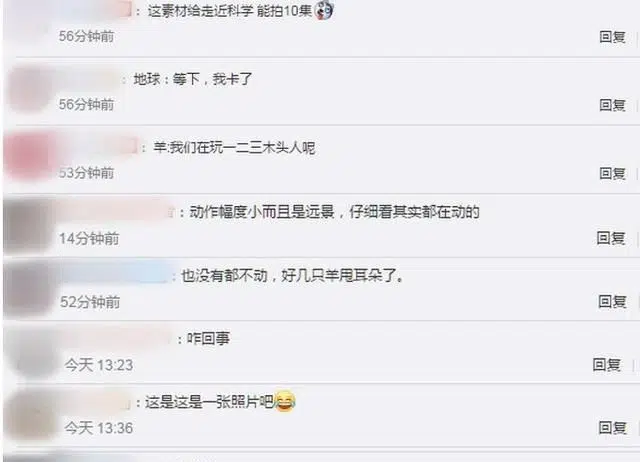 ：这素材给走近科学 能拍10集
56分钟前 回复
：地球：等下，我卡了
56分钟前 回复
：羊:我们在玩一二三木头人呢
53分钟前 回复
：动作幅度小而且是远景，仔细看其实都在动的
14分钟前 回复
：也没有都不动，好几只羊甩耳朵了。
52分钟前 回复
：咋回事
今天 13:23 回复
：这是这是一张照片吧😂
今天 13:36 回复